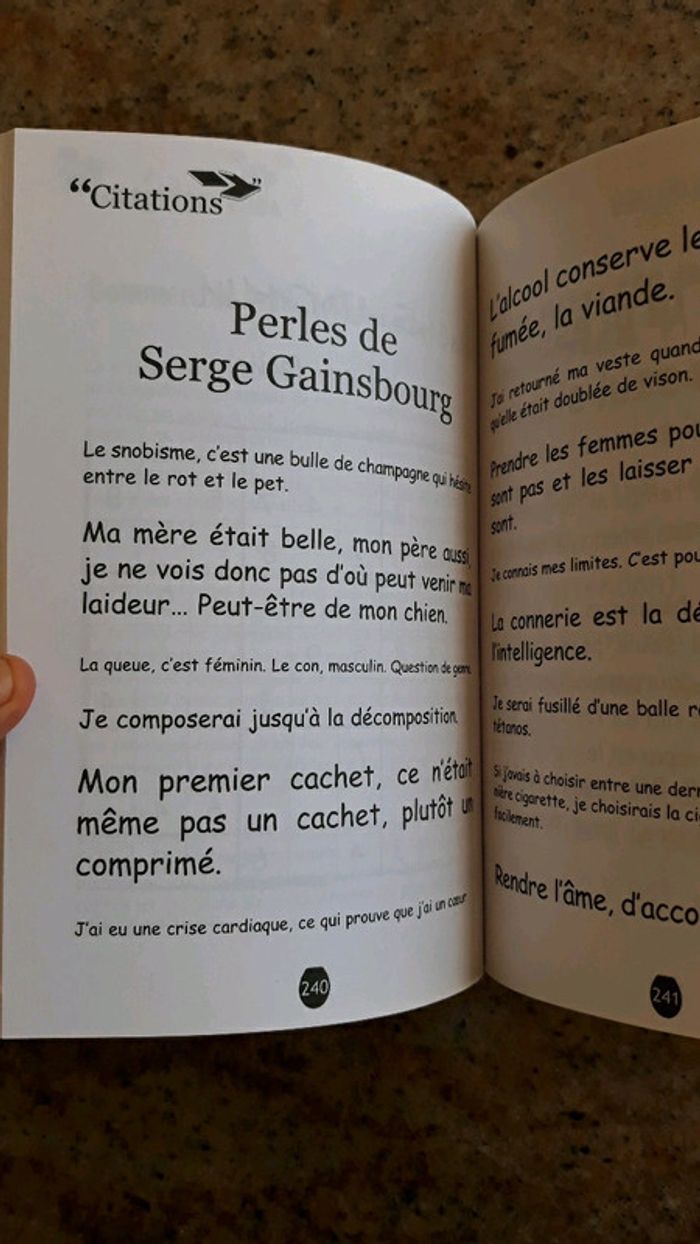 “Citations”
Perles de
Serge Gainsbourg
Le snobisme, c'est une bulle de champagne qui hésite
entre le rot et le pet.
Ma mère était belle, mon père aussi,
je ne vois donc pas d'où peut venir ma
laideur... Peut-être de mon chien.
La queue, c'est féminin. Le con, masculin. Question de genre.
Je composerai jusqu'à la décomposition.
Mon premier cachet, ce n'était
même pas un cachet, plutôt un
comprimé.
J'ai eu une crise cardiaque, ce qui prouve que j'ai un cœur
240
L'alcool conserve le
fumée, la viande.
J'ai retourné ma veste quand
qu'elle était doublée de vison.
Prendre les femmes pou
sont pas et les laisser
sont.
Je connais mes limites. C'est pou
La connerie est la dé
l'intelligence.
Je serai fusillé d'une balle r
tétanos.
Si j'avais à choisir entre une dern
nière cigarette, je choisirais la ci
facilement.
Rendre l'âme, d'acco
241